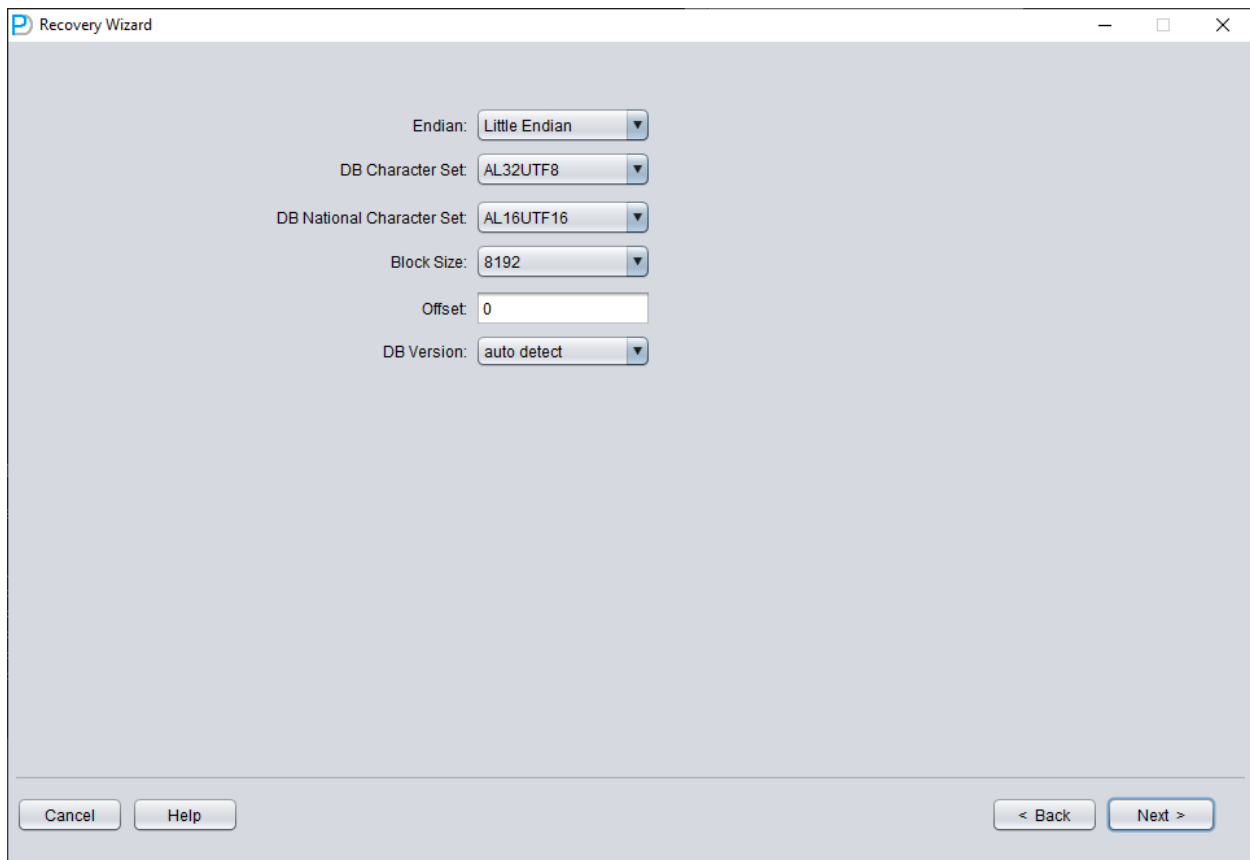 Recovery Wizard
Endian: Little Endian
DB Character Set: AL32UTF8
DB National Character Set: AL16UTF16
Block Size: 8192
Offset: 0
DB Version: auto detect
Cancel Help < Back Next >